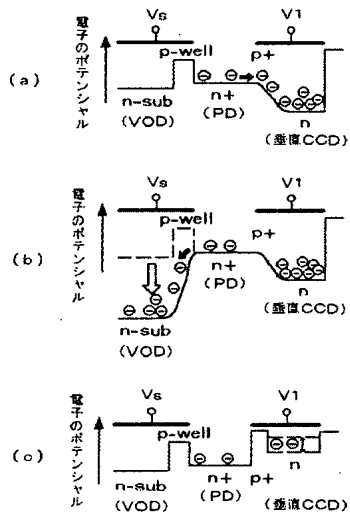 Vs V1
p-well p+
(a)
電子のポテンシャル
n-sub
(VOD)
n+
(PD)
n
(垂直CCD)
Vs V1
p-well
p+
(b)
電子のポテンシャル
n+
(PD)
n
(垂直CCD)
n-sub
(VOD)
Vs V1
p-well
(c)
電子のポテンシャル
n
n-sub
(VOD)
n+
(PD)
p+
(垂直CCD)